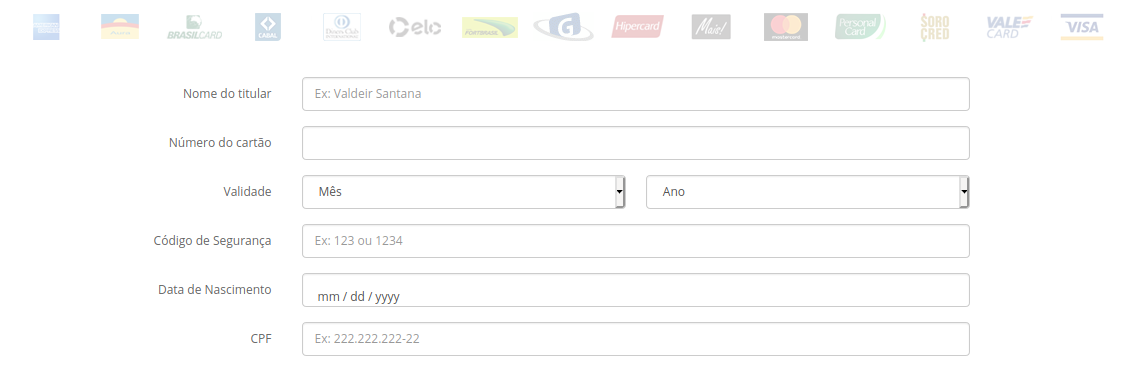 BRASILCARD CABAL Diners Club INTERNATIONAL elo FORTBRASIL G Hipercard Mais! mastercard Personal Card SORO CRED VALE CARD VISA
Nome do titular Ex: Valdeir Santana
Número do cartão
Validade Mês Ano
Código de Segurança Ex: 123 ou 1234
Data de Nascimento mm / dd / yyyy
CPF Ex: 222.222.222-22